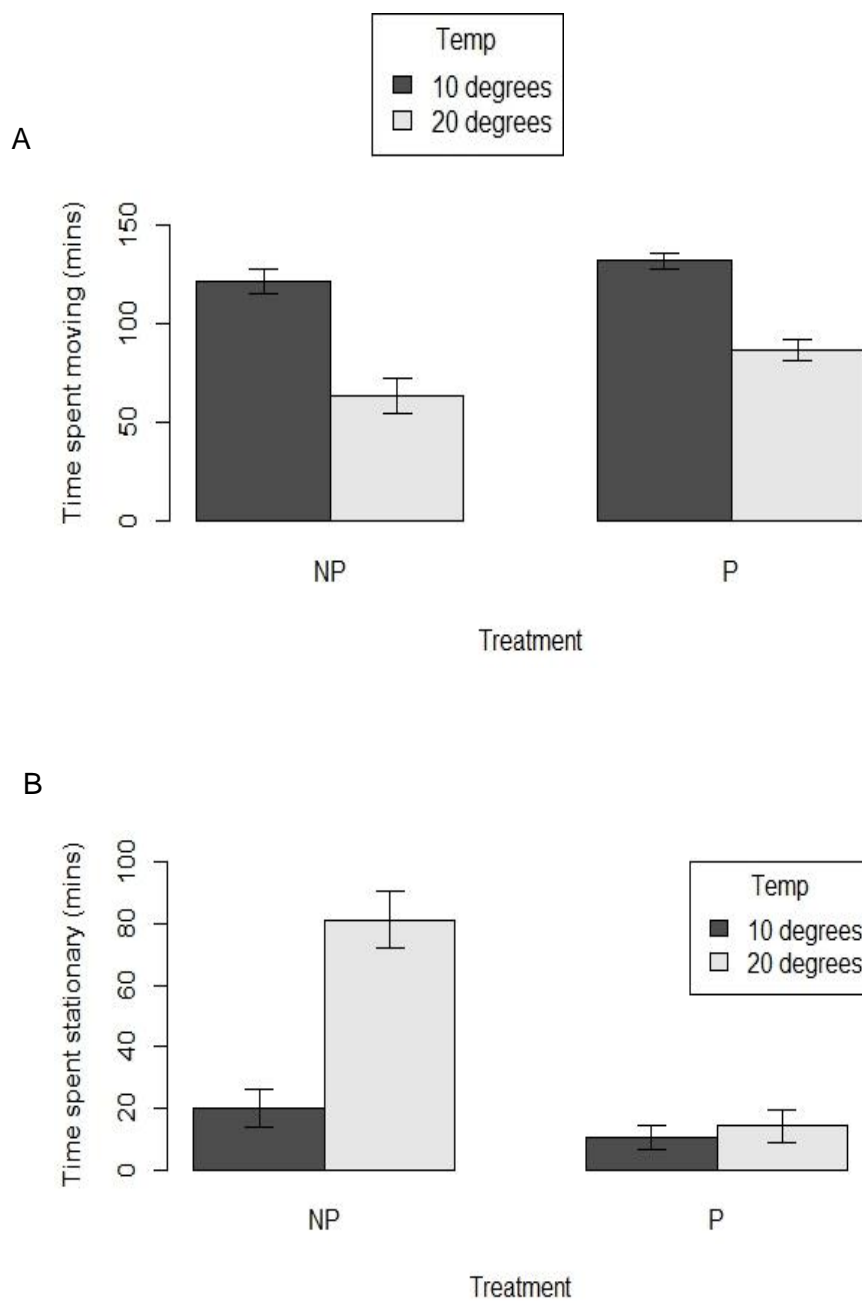 Temp
10 degrees
20 degrees
A
Time spent moving (mins)
150
100
50
0
NP
P
Treatment
B
Time spent stationary (mins)
100
80
60
40
20
0
Temp
10 degrees
20 degrees
NP
P
Treatment